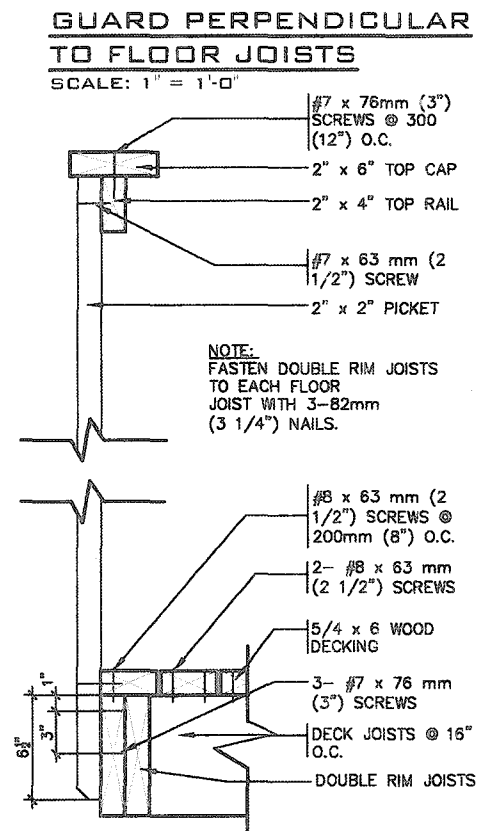 GUARD PERPENDICULAR
TO FLOOR JOISTS
SCALE: 1" = 1'-0"
#7 x 76mm (3")
SCREWS @ 300
(12") O.C.
2" x 6" TOP CAP
2" x 4" TOP RAIL
#7 x 63 mm (2
1/2") SCREW
2" x 2" PICKET
NOTE:
FASTEN DOUBLE RIM JOISTS
TO EACH FLOOR
JOIST WITH 3-82mm
(3 1/4") NAILS.
#8 x 63 mm (2
1/2") SCREWS @
200mm (8") O.C.
2- #8 x 63 mm
(2 1/2") SCREWS
5/4 x 6 WOOD
DECKING
3- #7 x 76 mm
(3") SCREWS
DECK JOISTS @ 16"
O.C.
DOUBLE RIM JOISTS
1"
3"
6½"